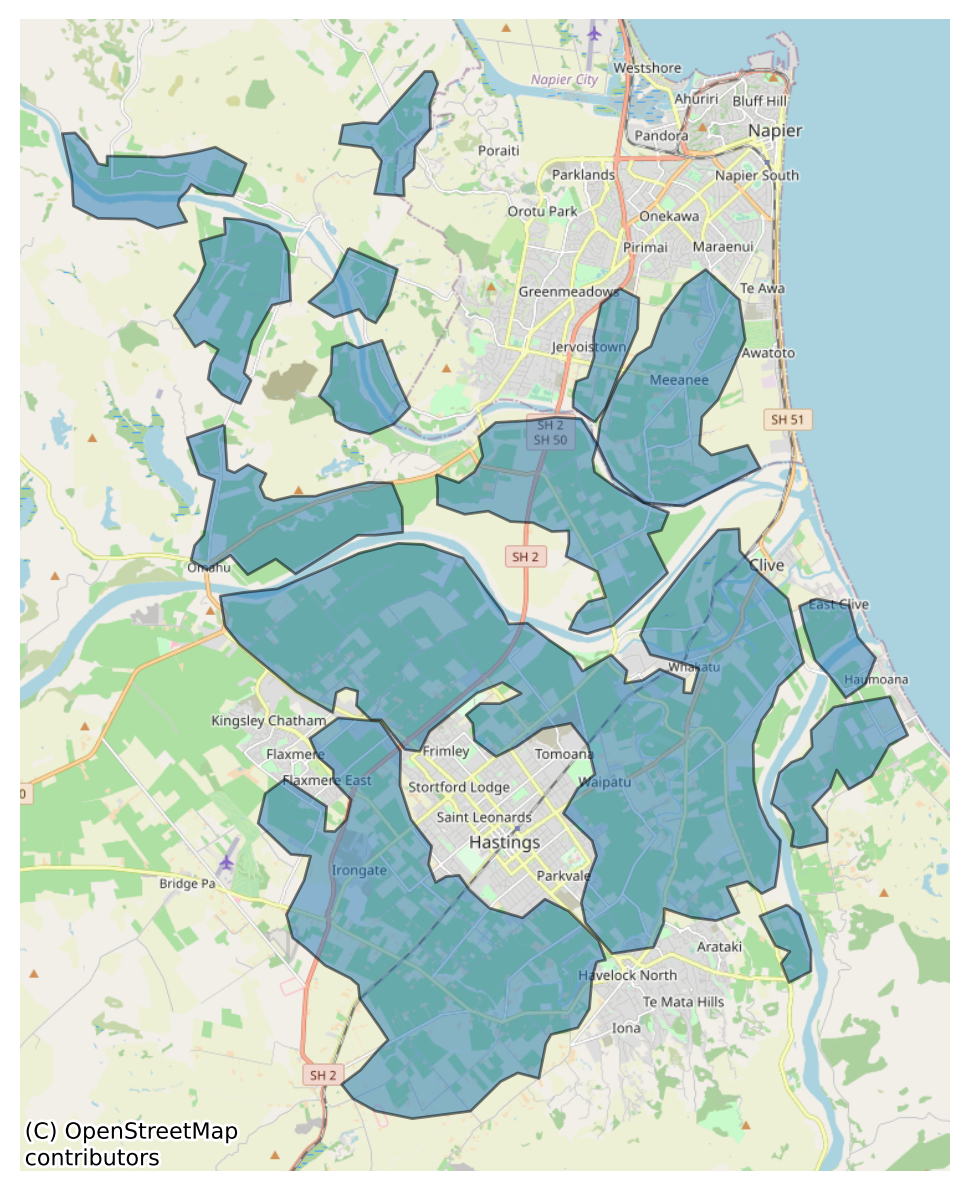 Westshore
Napier City
Ahuriri
Bluff Hill
Pandora
Napier
Poraiti
Parklands
Napier South
Orotu Park
Onekawa
Pirimai
Maraenui
Greenmeadows
Te Awa
Jervoistown
Awatoto
Meeanee
SH 2
SH 50
SH 51
SH 2
Omahu
Clive
East Clive
Whakatu
Haumoana
Kingsley Chatham
Flaxmere
Frimley
Tomoana
Flaxmere East
Stortford Lodge
Waipatu
Saint Leonards
Hastings
Irongate
Parkvale
Bridge Pa
0
Arataki
Havelock North
Te Mata Hills
Iona
SH 2
(C) OpenStreetMap
contributors